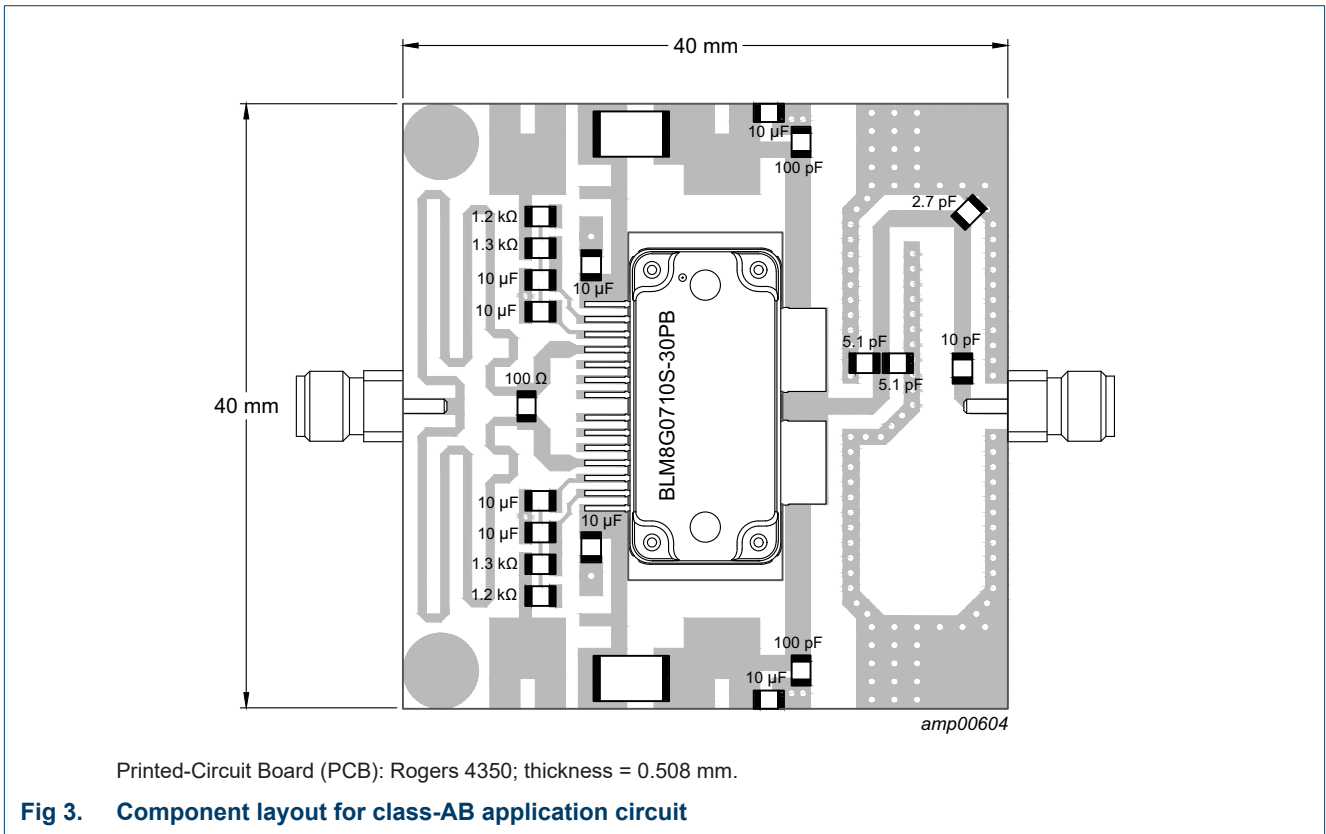 40 mm
10 µF
100 pF
2.7 pF
1.2 kΩ
1.3 kΩ
10 µF
10 µF
10 µF
5.1 pF
10 pF
5.1 pF
100 Ω
40 mm
BLM8G0710S-30PB
10 µF
10 µF
10 µF
1.3 kΩ
1.2 kΩ
100 pF
10 µF
amp00604
Printed-Circuit Board (PCB): Rogers 4350; thickness = 0.508 mm.
Fig 3. Component layout for class-AB application circuit